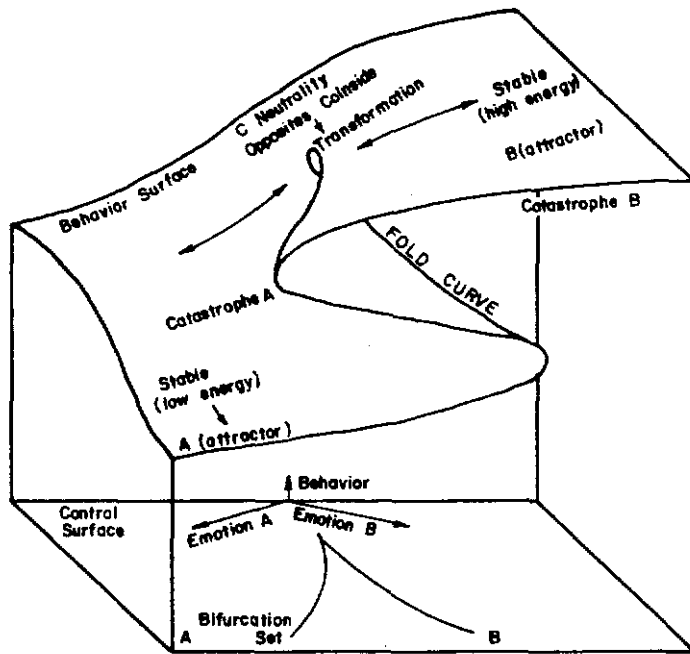 C Neutrality
Opposites Coinside
Transformation
Stable
(high energy)
B (attractor)
Behavior Surface
Catastrophe B
FOLD CURVE
Catastrophe A
Stable
(low energy)
A (attractor)
Behavior
Control
Surface
Emotion A
Emotion B
Bifurcation
Set
A
B